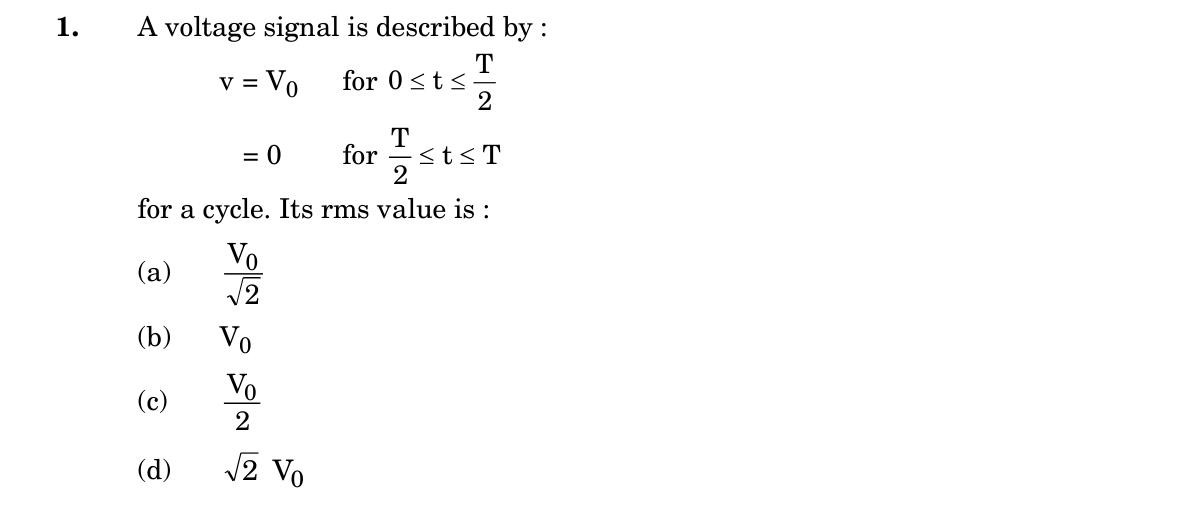 1. A voltage signal is described by :
v = V₀ for 0 ≤ t ≤ T/2
= 0 for T/2 ≤ t ≤ T
for a cycle. Its rms value is :
(a) V₀/√2
(b) V₀
(c) V₀/2
(d) √2 V₀